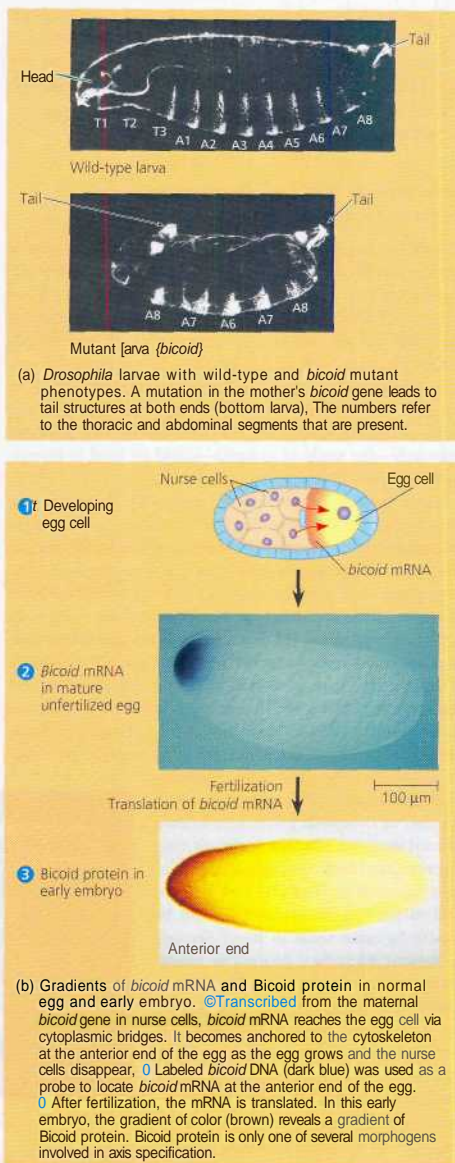 Tail
Head
T1 T2 T3 A1 A2 A3 A4 A5 A6 A7 A8
Wild-type larva
Tail Tail
A8 A7 A6 A7 A8
Mutant [arva {bicoid}
(a) Drosophila larvae with wild-type and bicoid mutant
phenotypes. A mutation in the mother's bicoid gene leads to
tail structures at both ends (bottom larva), The numbers refer
to the thoracic and abdominal segments that are present.
Nurse cells Egg cell
1 t Developing
egg cell
bicoid mRNA
2 Bicoid mRNA
in mature
unfertilized egg
Fertilization
Translation of bicoid mRNA
100 µm
3 Bicoid protein in
early embryo
Anterior end
(b) Gradients of bicoid mRNA and Bicoid protein in normal
egg and early embryo. ©Transcribed from the maternal
bicoid gene in nurse cells, bicoid mRNA reaches the egg cell via
cytoplasmic bridges. It becomes anchored to the cytoskeleton
at the anterior end of the egg as the egg grows and the nurse
cells disappear, 0 Labeled bicoid DNA (dark blue) was used as a
probe to locate bicoid mRNA at the anterior end of the egg.
0 After fertilization, the mRNA is translated. In this early
embryo, the gradient of color (brown) reveals a gradient of
Bicoid protein. Bicoid protein is only one of several morphogens
involved in axis specification.